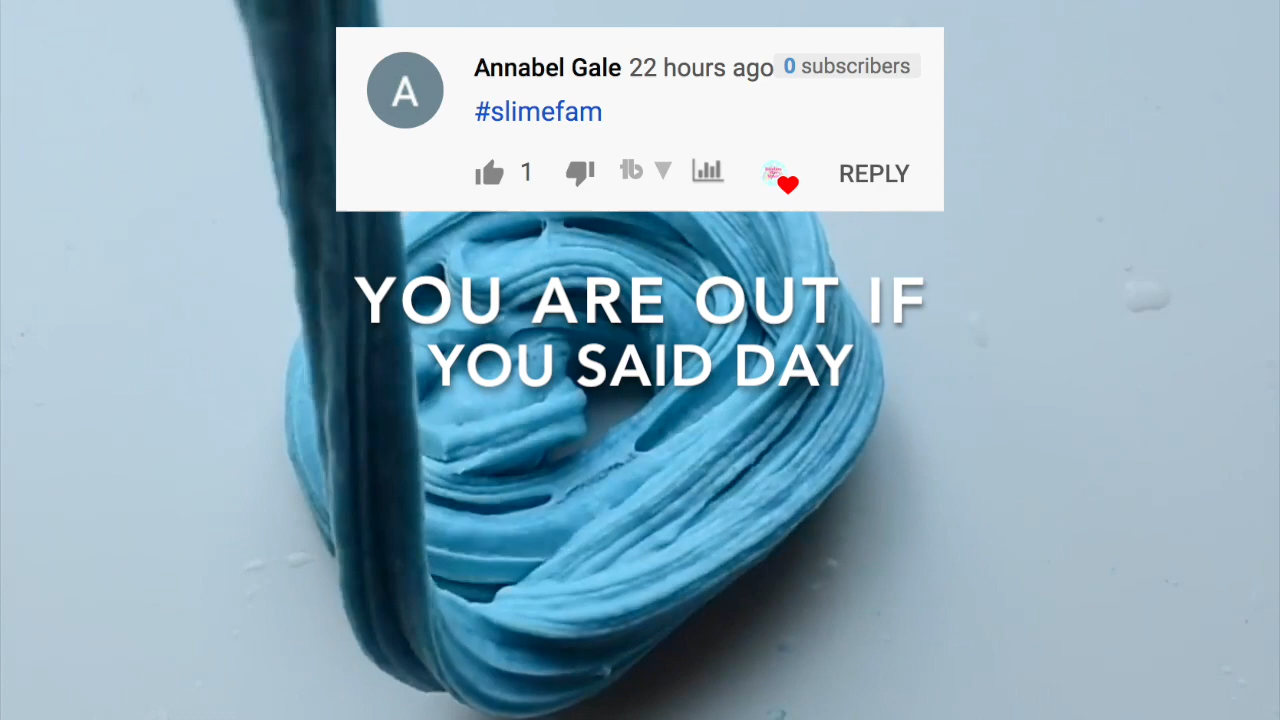 A
Annabel Gale 22 hours ago 0 subscribers
#slimefam
1
REPLY
YOU ARE OUT IF
YOU SAID DAY